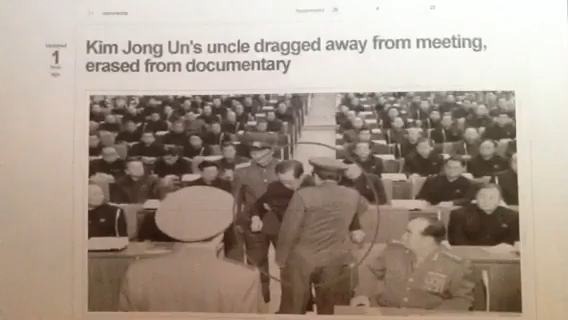 1
Kim Jong Un's uncle dragged away from meeting,
erased from documentary